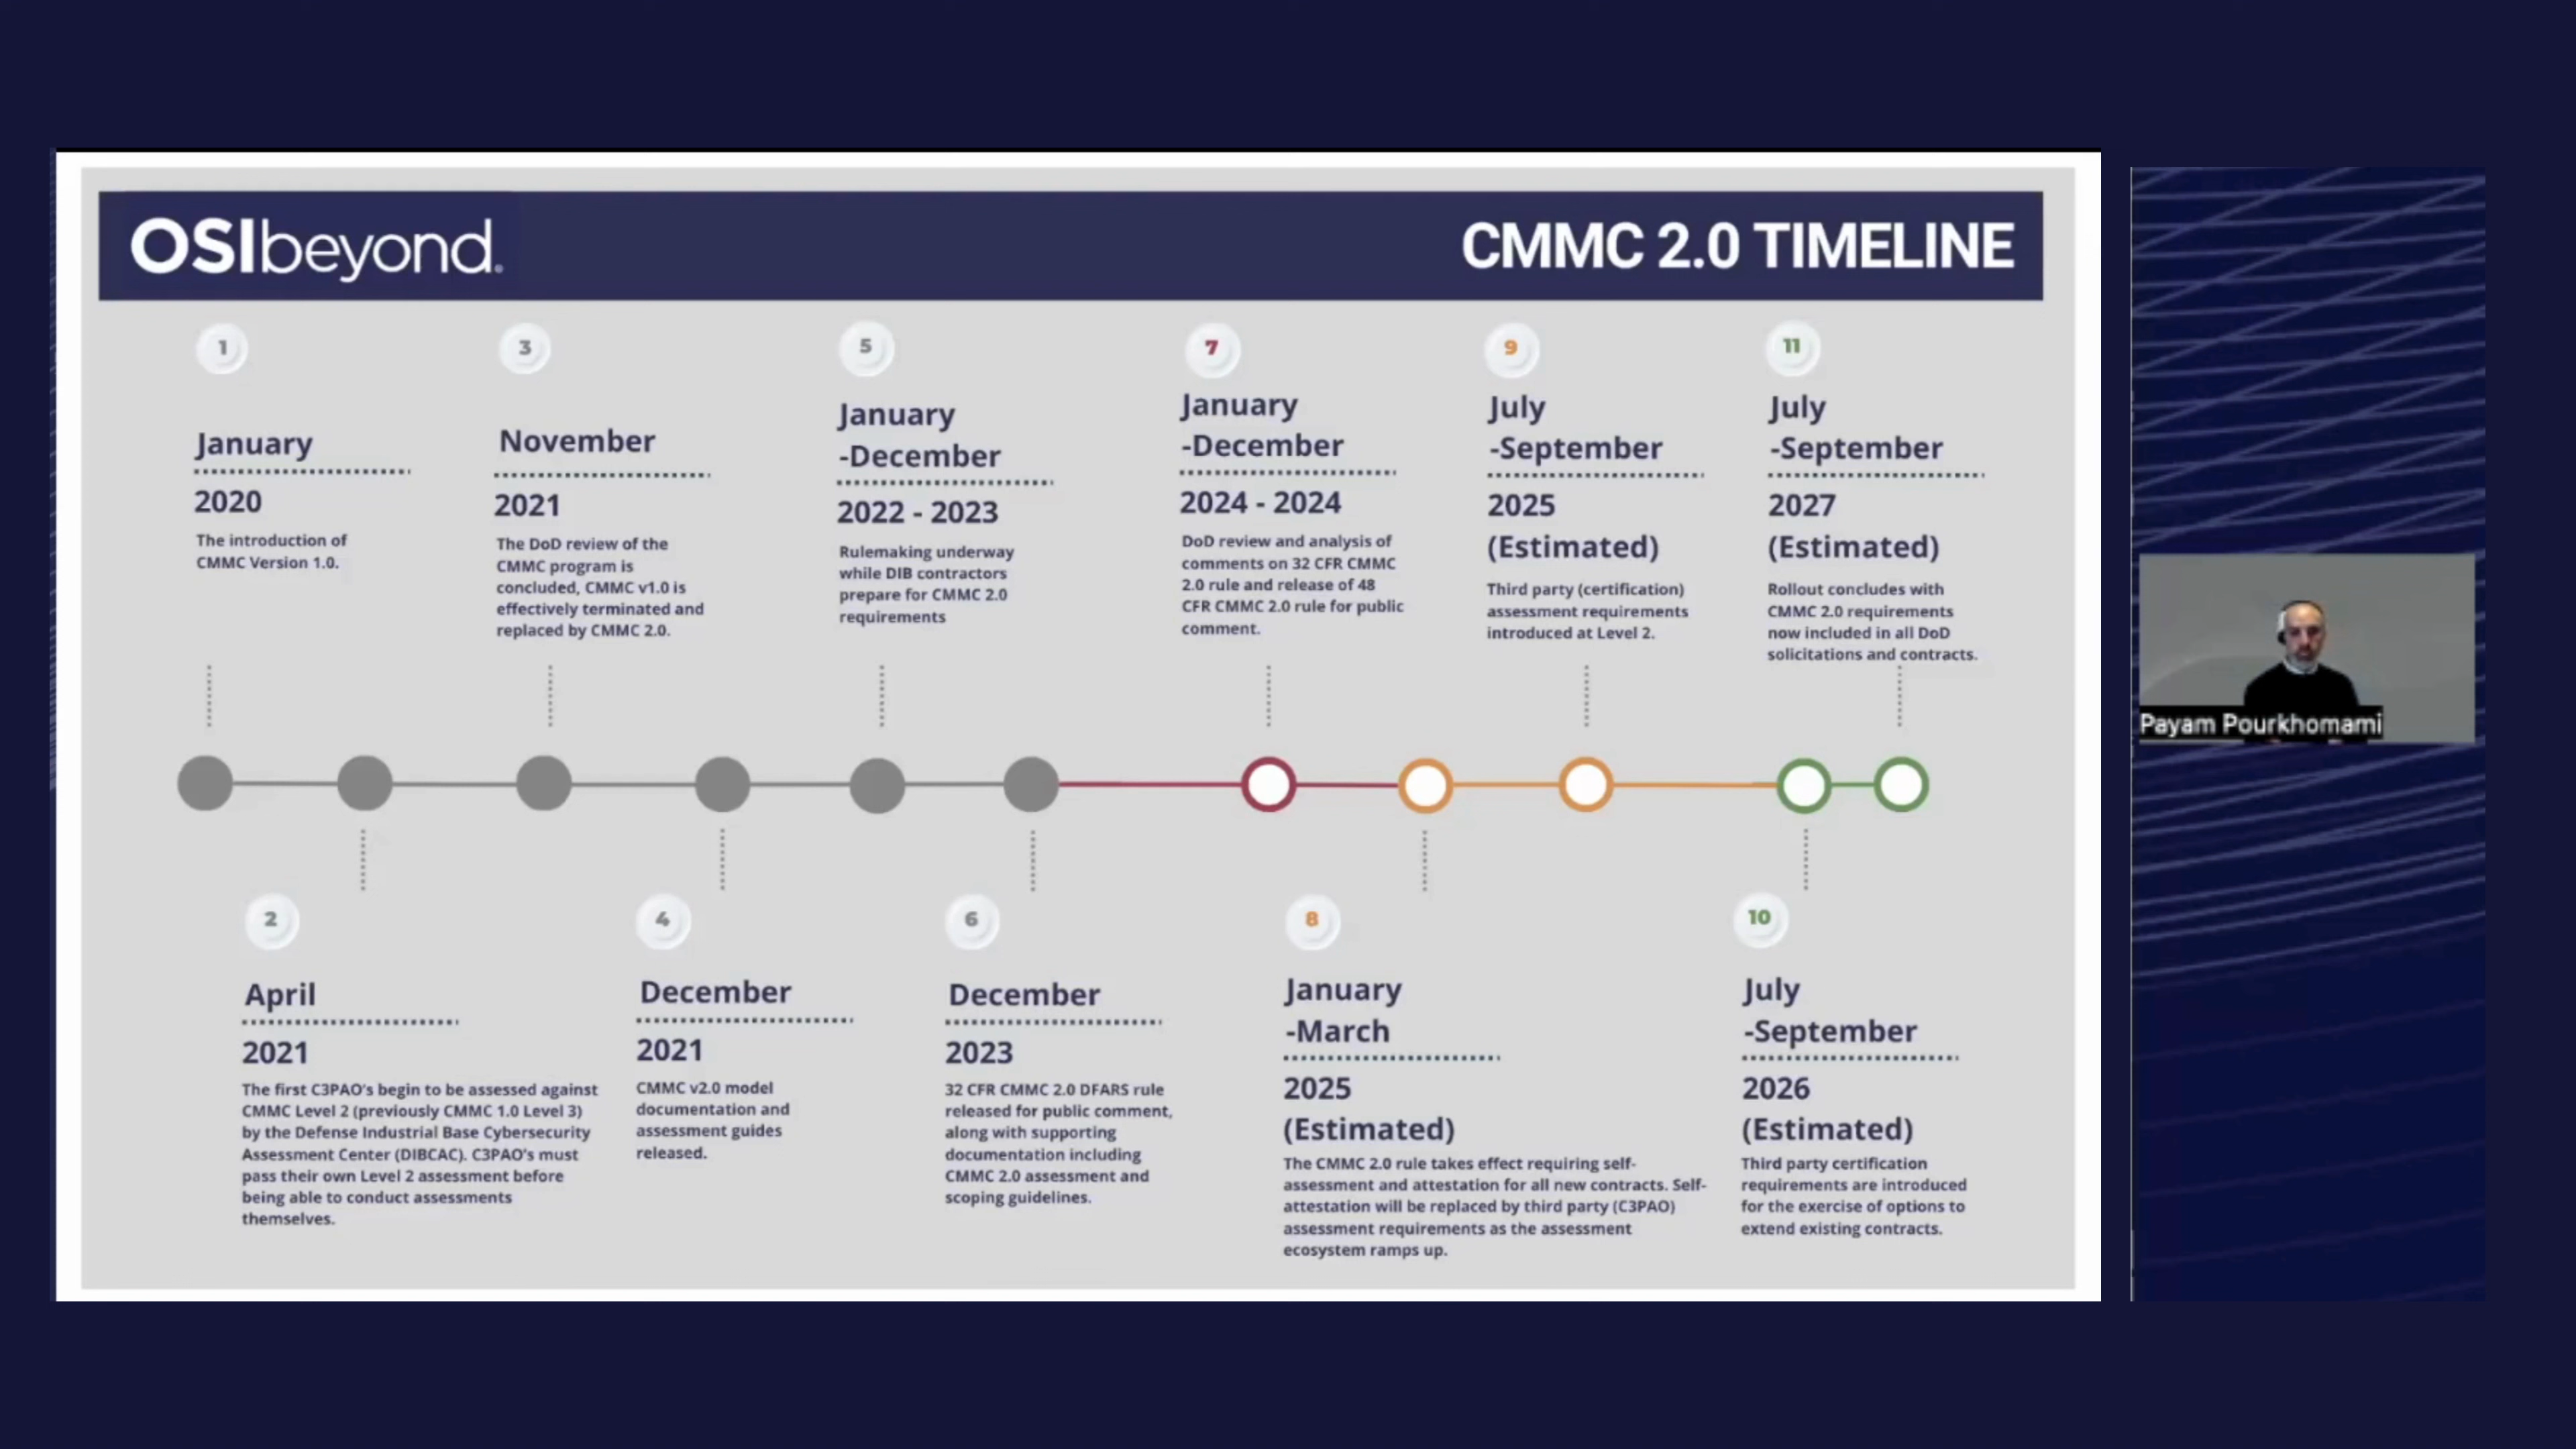 OSIbeyond.
CMMC 2.0 TIMELINE
1
January
2020
The introduction of
CMMC Version 1.0.
3
November
2021
The DoD review of the
CMMC program is
concluded, CMMC v1.0 is
effectively terminated and
replaced by CMMC 2.0.
5
January
-December
2022 - 2023
Rulemaking underway
while DIB contractors
prepare for CMMC 2.0
requirements
7
January
-December
2024 - 2024
DoD review and analysis of
comments on 32 CFR CMMC
2.0 rule and release of 48
CFR CMMC 2.0 rule for public
comment.
9
July
-September
2025
(Estimated)
Third party (certification)
assessment requirements
introduced at Level 2.
11
July
-September
2027
(Estimated)
Rollout concludes with
CMMC 2.0 requirements
now included in all DoD
solicitations and contracts.
2
April
2021
The first C3PAO's begin to be assessed against
CMMC Level 2 (previously CMMC 1.0 Level 3)
by the Defense Industrial Base Cybersecurity
Assessment Center (DIBCAC). C3PAO's must
pass their own Level 2 assessment before
being able to conduct assessments
themselves.
4
December
2021
CMMC v2.0 model
documentation and
assessment guides
released.
6
December
2023
32 CFR CMMC 2.0 DFARS rule
released for public comment,
along with supporting
documentation including
CMMC 2.0 assessment and
scoping guidelines.
8
January
-March
2025
(Estimated)
The CMMC 2.0 rule takes effect requiring self-
assessment and attestation for all new contracts. Self-
attestation will be replaced by third party (C3PAO)
assessment requirements as the assessment
ecosystem ramps up.
10
July
-September
2026
(Estimated)
Third party certification
requirements are introduced
for the exercise of options to
extend existing contracts.
Payam Pourkhomami